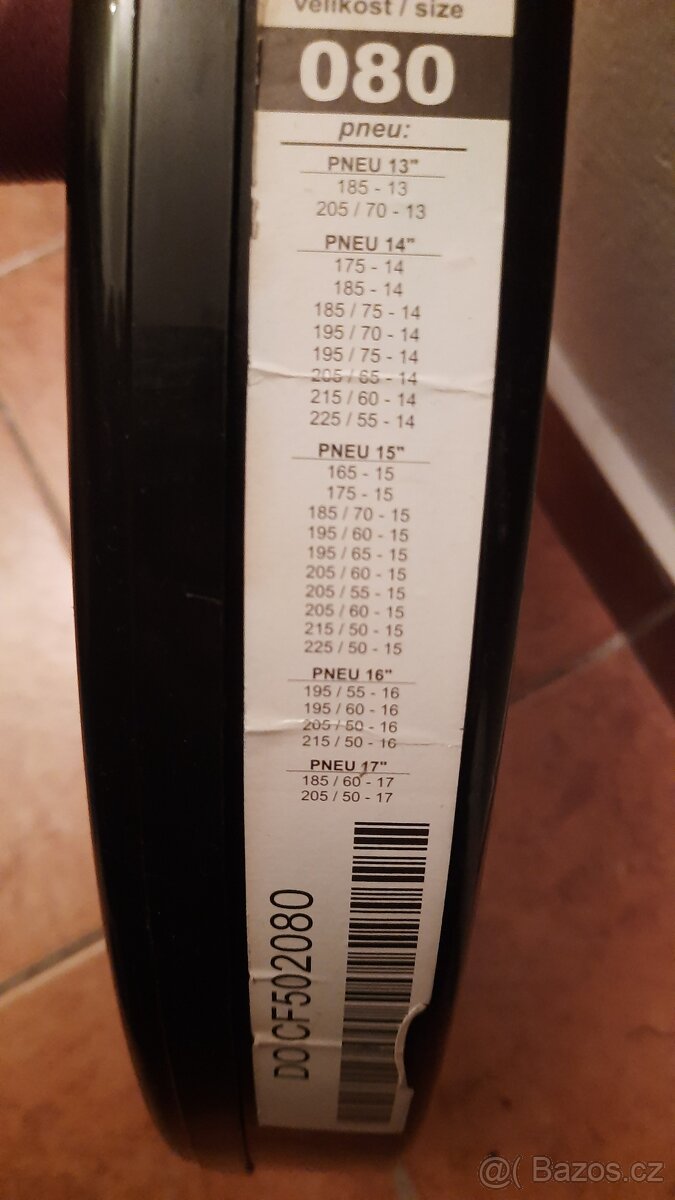 velikost / size
080
pneu:
PNEU 13"
185 - 13
205 / 70 - 13
PNEU 14"
175 - 14
185 - 14
185 / 75 - 14
195 / 70 - 14
195 / 75 - 14
205 / 65 - 14
215 / 60 - 14
225 / 55 - 14
PNEU 15"
165 - 15
175 - 15
185 / 70 - 15
195 / 60 - 15
195 / 65 - 15
205 / 60 - 15
205 / 55 - 15
205 / 60 - 15
215 / 50 - 15
225 / 50 - 15
PNEU 16"
195 / 55 - 16
195 / 60 - 16
205 / 50 - 16
215 / 50 - 16
PNEU 17"
185 / 60 - 17
205 / 50 - 17
DO CF502080
@( Bazos.cz